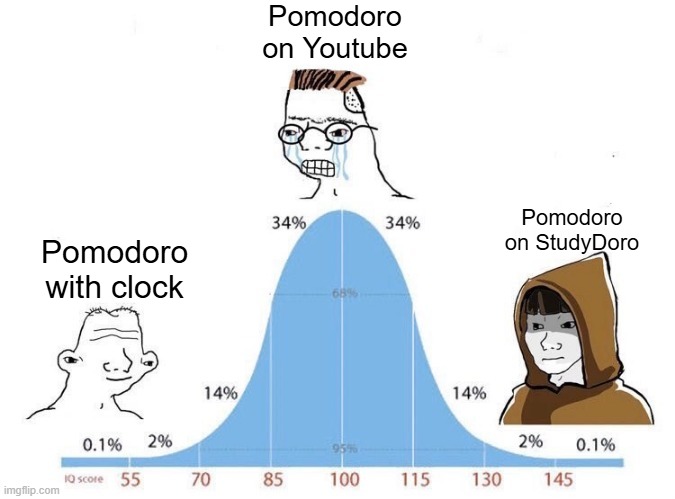 Pomodoro
on Youtube
34% 34%
Pomodoro
on StudyDoro
Pomodoro
with clock
68%
14% 14%
0.1% 2% 95% 2% 0.1%
IQ score 55 70 85 100 115 130 145
imgflip.com